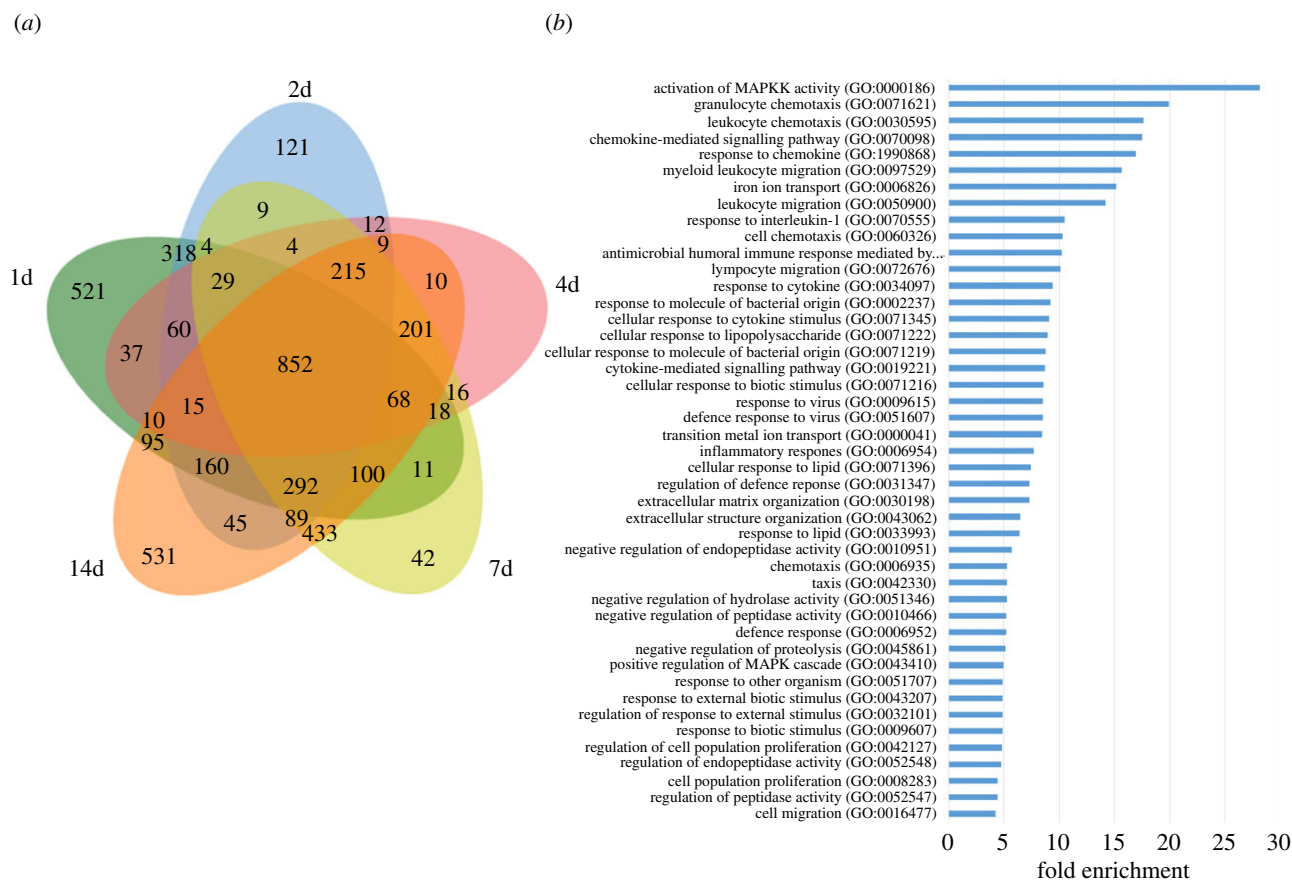 (a)
(b)
2d
121
9
12
318
4
4
9
1d
29
215
10
4d
521
60
201
37
852
16
15
68
18
10
95
160
100
11
292
45
89
433
531
42
14d
7d
activation of MAPKK activity (GO:0000186)
granulocyte chemotaxis (GO:0071621)
leukocyte chemotaxis (GO:0030595)
chemokine-mediated signalling pathway (GO:0070098)
response to chemokine (GO:1990868)
myeloid leukocyte migration (GO:0097529)
iron ion transport (GO:0006826)
leukocyte migration (GO:0050900)
response to interleukin-1 (GO:0070555)
cell chemotaxis (GO:0060326)
antimicrobial humoral immune response mediated by...
lympocyte migration (GO:0072676)
response to cytokine (GO:0034097)
response to molecule of bacterial origin (GO:0002237)
cellular response to cytokine stimulus (GO:0071345)
cellular response to lipopolysaccharide (GO:0071222)
cellular response to molecule of bacterial origin (GO:0071219)
cytokine-mediated signalling pathway (GO:0019221)
cellular response to biotic stimulus (GO:0071216)
response to virus (GO:0009615)
defence response to virus (GO:0051607)
transition metal ion transport (GO:0000041)
inflammatory respones (GO:0006954)
cellular response to lipid (GO:0071396)
regulation of defence reponse (GO:0031347)
extracellular matrix organization (GO:0030198)
extracellular structure organization (GO:0043062)
response to lipid (GO:0033993)
negative regulation of endopeptidase activity (GO:0010951)
chemotaxis (GO:0006935)
taxis (GO:0042330)
negative regulation of hydrolase activity (GO:0051346)
negative regulation of peptidase activity (GO:0010466)
defence response (GO:0006952)
negative regulation of proteolysis (GO:0045861)
positive regulation of MAPK cascade (GO:0043410)
response to other organism (GO:0051707)
response to external biotic stimulus (GO:0043207)
regulation of response to external stimulus (GO:0032101)
response to biotic stimulus (GO:0009607)
regulation of cell population proliferation (GO:0042127)
regulation of endopeptidase activity (GO:0052548)
cell population proliferation (GO:0008283)
regulation of peptidase activity (GO:0052547)
cell migration (GO:0016477)
0 5 10 15 20 25 30
fold enrichment